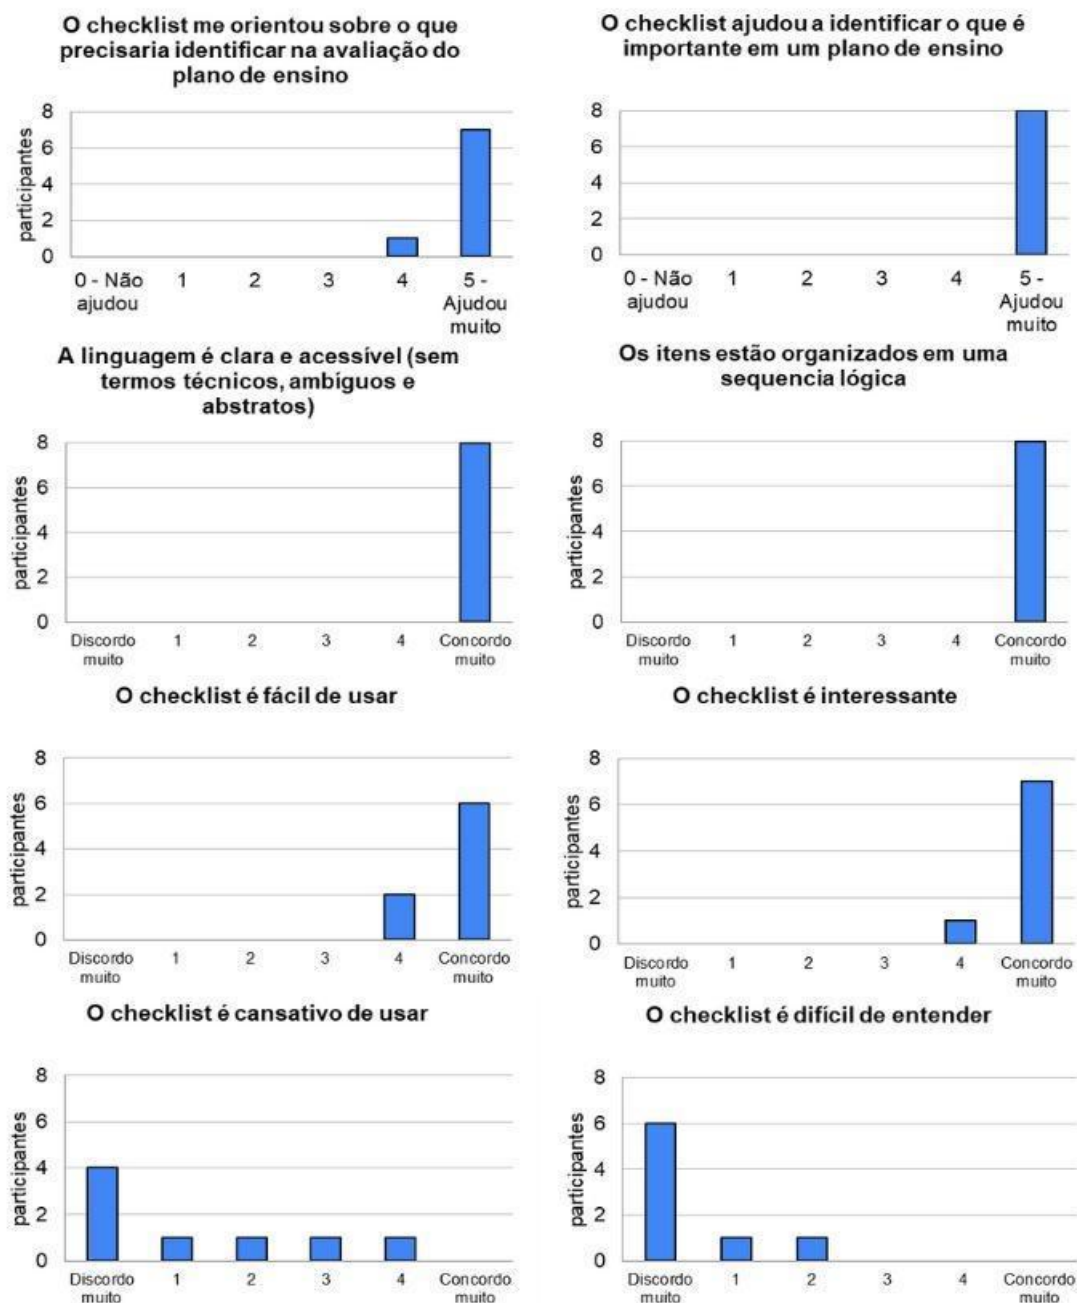 O checklist me orientou sobre o que
precisaria identificar na avaliação do
plano de ensino
participantes
8
6
4
2
0
0 - Não
ajudou
1
2
3
4
5 -
Ajudou
muito
O checklist ajudou a identificar o que é
importante em um plano de ensino
8
6
4
2
0
0 - Não
ajudou
1
2
3
4
5 -
Ajudou
muito
A linguagem é clara e acessível (sem
termos técnicos, ambíguos e
abstratos)
participantes
8
6
4
2
0
Discordo
muito
1
2
3
4
Concordo
muito
Os itens estão organizados em uma
sequencia lógica
participantes
8
6
4
2
0
Discordo
muito
1
2
3
4
Concordo
muito
O checklist é fácil de usar
participantes
8
6
4
2
0
Discordo
muito
1
2
3
4
Concordo
muito
O checklist é interessante
participantes
8
6
4
2
0
Discordo
muito
1
2
3
4
Concordo
muito
O checklist é cansativo de usar
participantes
8
6
4
2
0
Discordo
muito
1
2
3
4
Concordo
muito
O checklist é difícil de entender
participantes
8
6
4
2
0
Discordo
muito
1
2
3
4
Concordo
muito